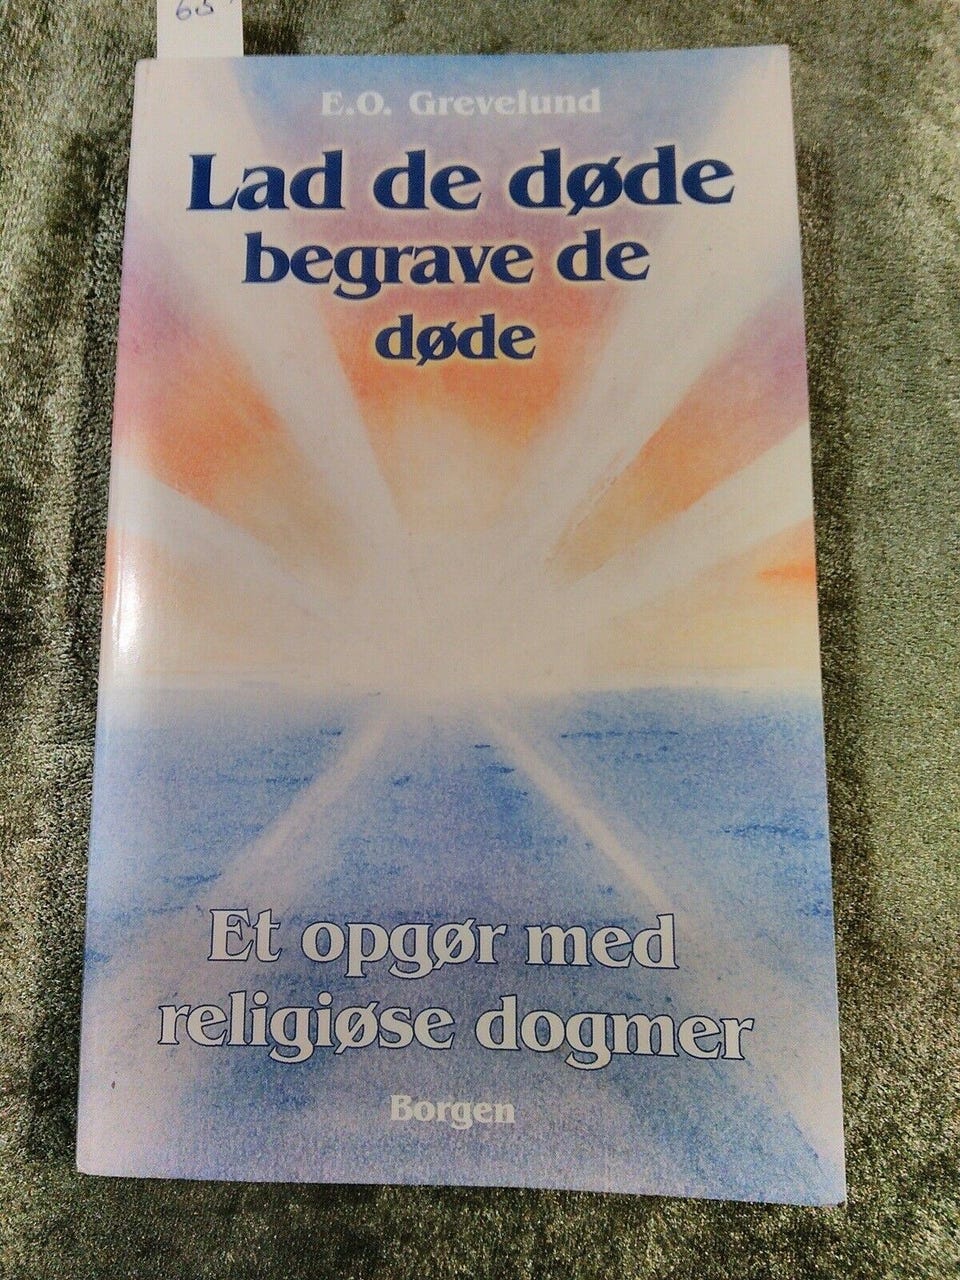 E.O. Grevelund
Lad de døde
begrave de
døde
Et opgør med
religiøse dogmer
Borgen